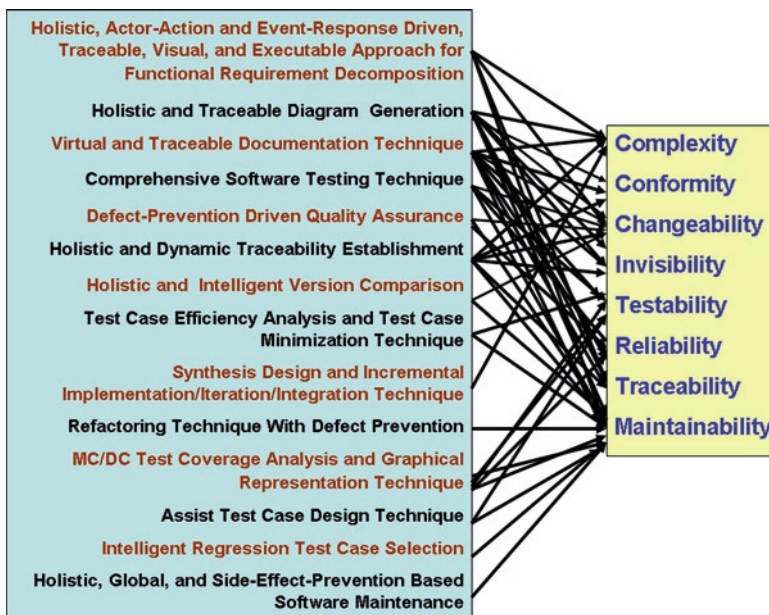 Holistic, Actor-Action and Event-Response Driven,
Traceable, Visual, and Executable Approach for
Functional Requirement Decomposition
Holistic and Traceable Diagram Generation
Virtual and Traceable Documentation Technique
Comprehensive Software Testing Technique
Defect-Prevention Driven Quality Assurance
Holistic and Dynamic Traceability Establishment
Holistic and Intelligent Version Comparison
Test Case Efficiency Analysis and Test Case
Minimization Technique
Synthesis Design and Incremental
Implementation/Iteration/Integration Technique
Refactoring Technique With Defect Prevention
MC/DC Test Coverage Analysis and Graphical
Representation Technique
Assist Test Case Design Technique
Intelligent Regression Test Case Selection
Holistic, Global, and Side-Effect-Prevention Based
Software Maintenance
Complexity
Conformity
Changeability
Invisibility
Testability
Reliability
Traceability
Maintainability